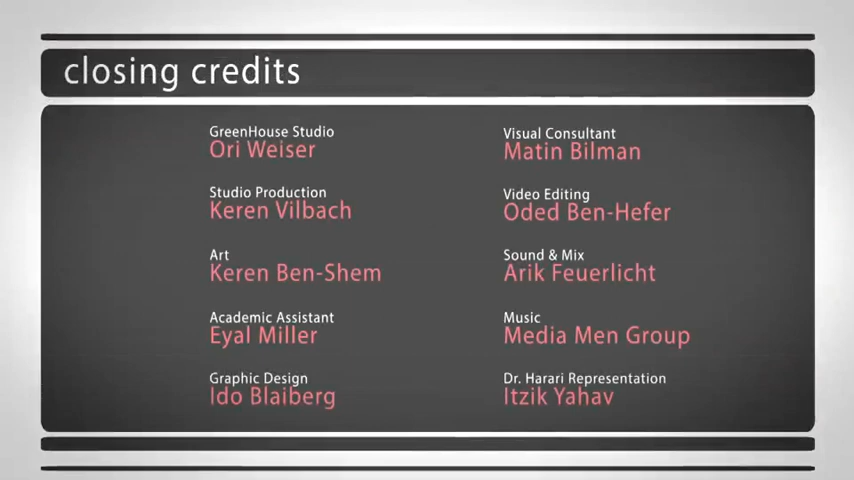 closing credits
GreenHouse Studio
Ori Weiser
Studio Production
Keren Vilbach
Art
Keren Ben-Shem
Academic Assistant
Eyal Miller
Graphic Design
Ido Blaiberg
Visual Consultant
Matin Bilman
Video Editing
Oded Ben-Hefer
Sound & Mix
Arik Feuerlicht
Music
Media Men Group
Dr. Harari Representation
Itzik Yahav